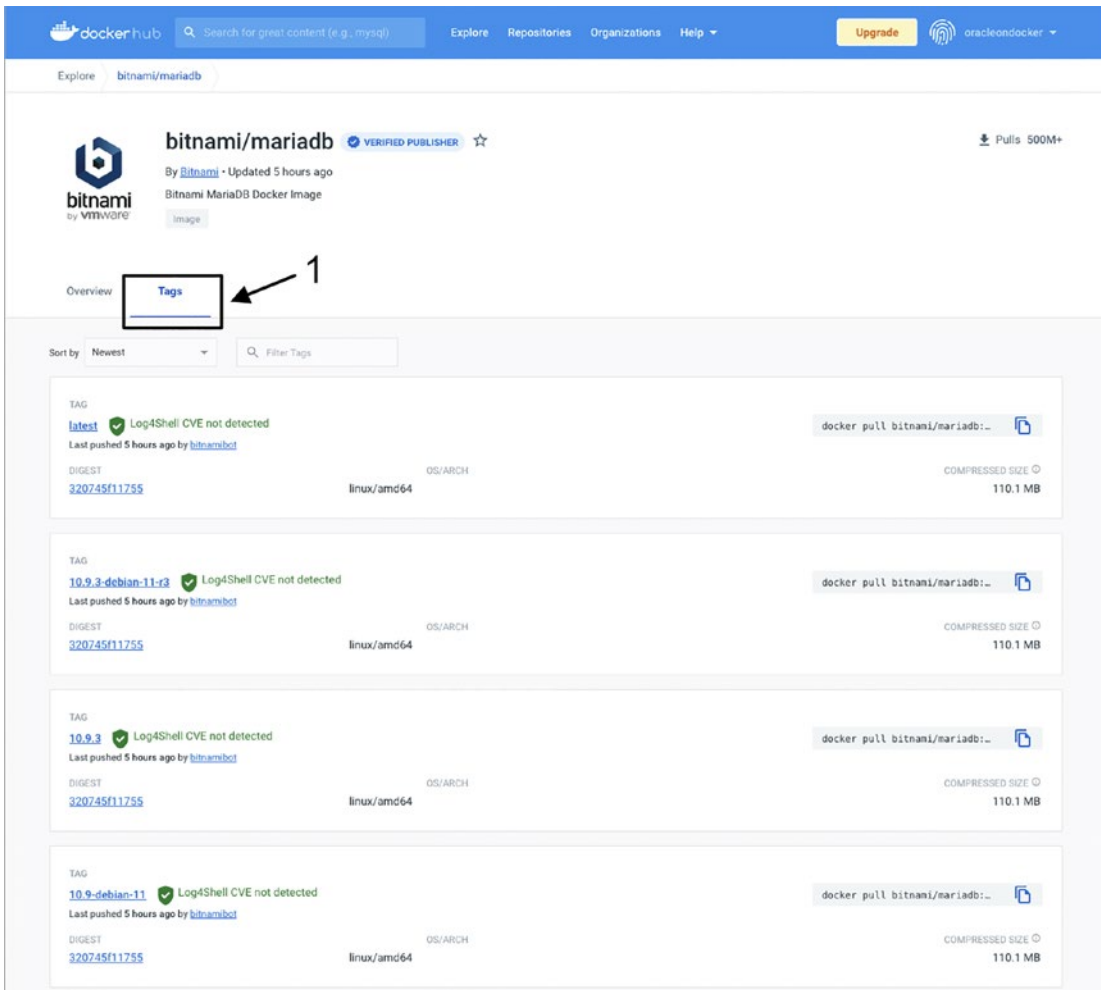 dockerhub
Search for great content (e.g., mysql)
Explore Repositories Organizations Help
Upgrade
oracleondocker
Explore bitnami/mariadb
bitnami/mariadb VERIFIED PUBLISHER
Pulls 500M+
By Bitnami • Updated 5 hours ago
Bitnami MariaDB Docker Image
Image
bitnami
by vmware
1
Overview Tags
Sort by Newest
Filter Tags
TAG
latest Log4Shell CVE not detected
docker pull bitnami/mariadb:…
Last pushed 5 hours ago by bitnamibot
DIGEST OS/ARCH COMPRESSED SIZE
320745f11755 linux/amd64 110.1 MB
TAG
10.9.3-debian-11-r3 Log4Shell CVE not detected
docker pull bitnami/mariadb:…
Last pushed 5 hours ago by bitnamibot
DIGEST OS/ARCH COMPRESSED SIZE
320745f11755 linux/amd64 110.1 MB
TAG
10.9.3 Log4Shell CVE not detected
docker pull bitnami/mariadb:…
Last pushed 5 hours ago by bitnamibot
DIGEST OS/ARCH COMPRESSED SIZE
320745f11755 linux/amd64 110.1 MB
TAG
10.9-debian-11 Log4Shell CVE not detected
docker pull bitnami/mariadb:…
Last pushed 5 hours ago by bitnamibot
DIGEST OS/ARCH COMPRESSED SIZE
320745f11755 linux/amd64 110.1 MB